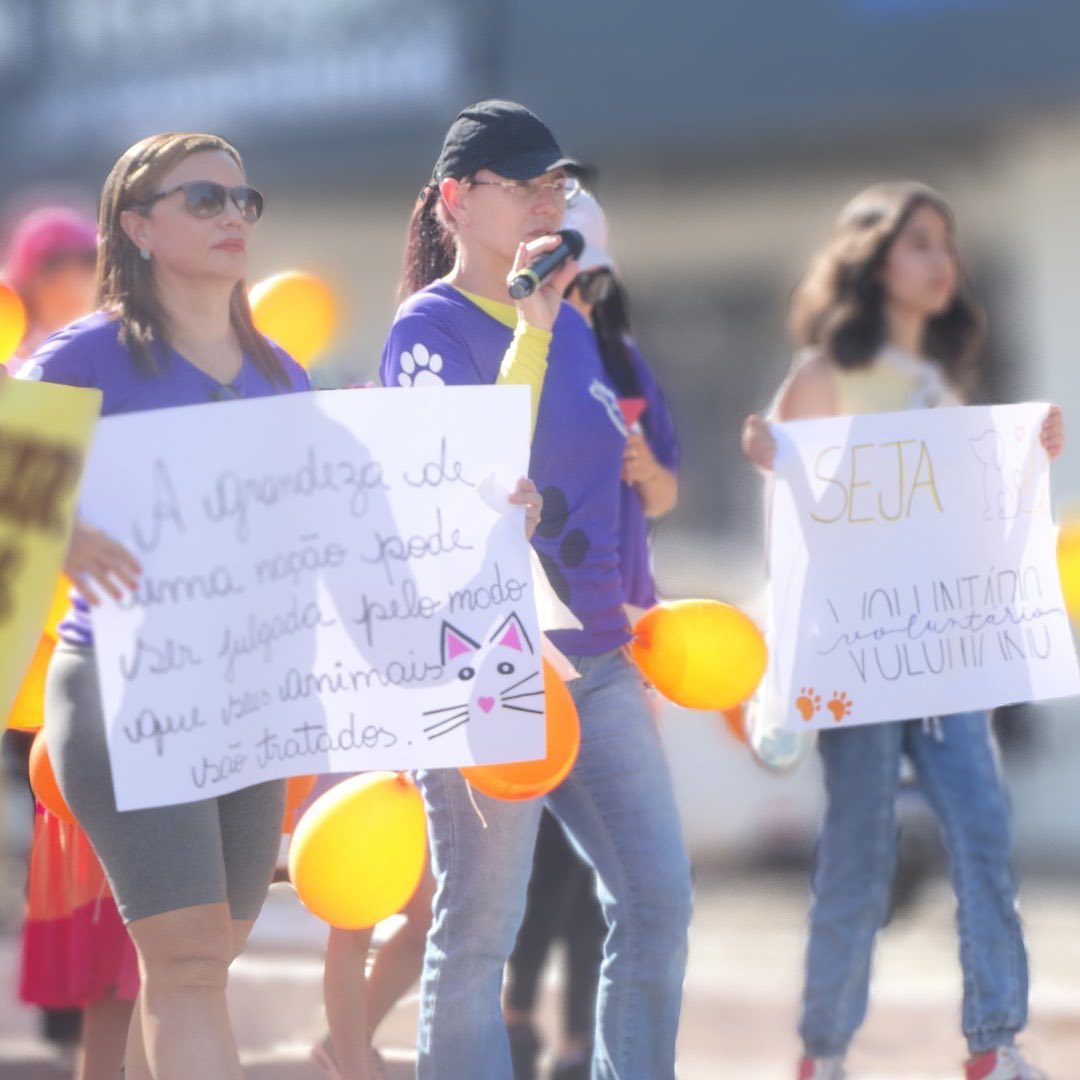 A grandeza de
uma nação pode
ser julgada pelo modo
que seus animais
são tratados.
SEJA
VOLUNTÁRIO
voluntário